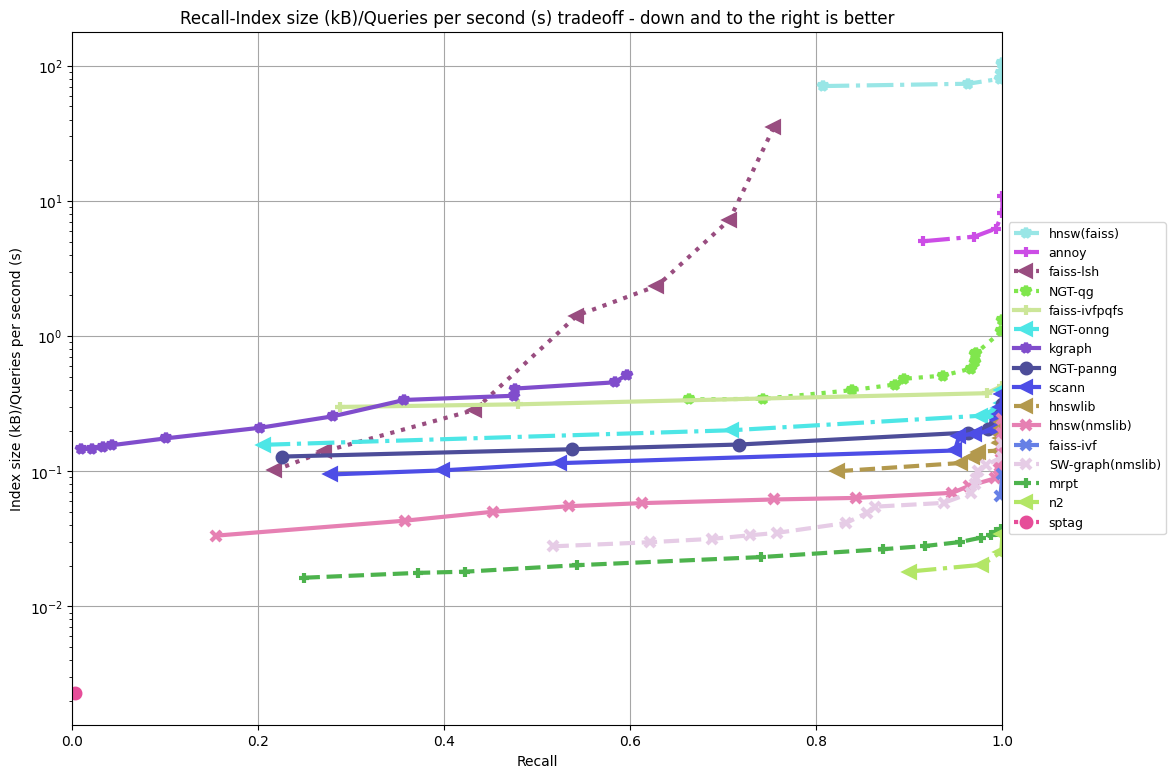 Recall-Index size (kB)/Queries per second (s) tradeoff - down and to the right is better
Index size (kB)/Queries per second (s)
10²
10¹
10⁰
10⁻¹
10⁻²
0.0 0.2 0.4 0.6 0.8 1.0
Recall
hnsw(faiss)
annoy
faiss-lsh
NGT-qg
faiss-ivfpqfs
NGT-onng
kgraph
NGT-panng
scann
hnswlib
hnsw(nmslib)
faiss-ivf
SW-graph(nmslib)
mrpt
n2
sptag